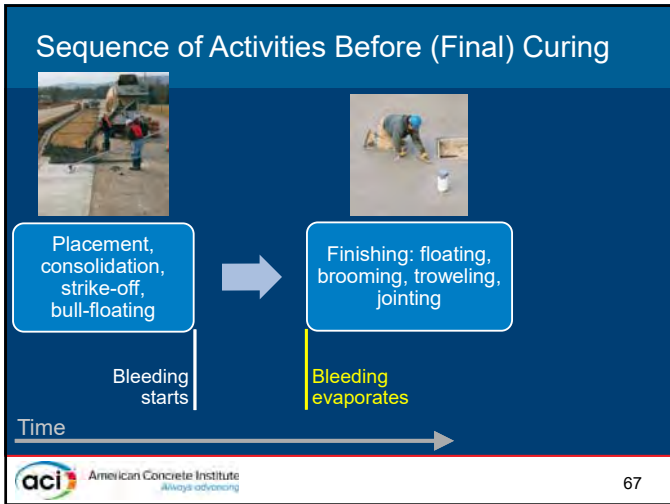 Sequence of Activities Before (Final) Curing
Placement,
consolidation,
strike-off,
bull-floating
Finishing: floating,
brooming, troweling,
jointing
Bleeding
starts
Bleeding
evaporates
Time
aci American Concrete Institute
Always advancing
67